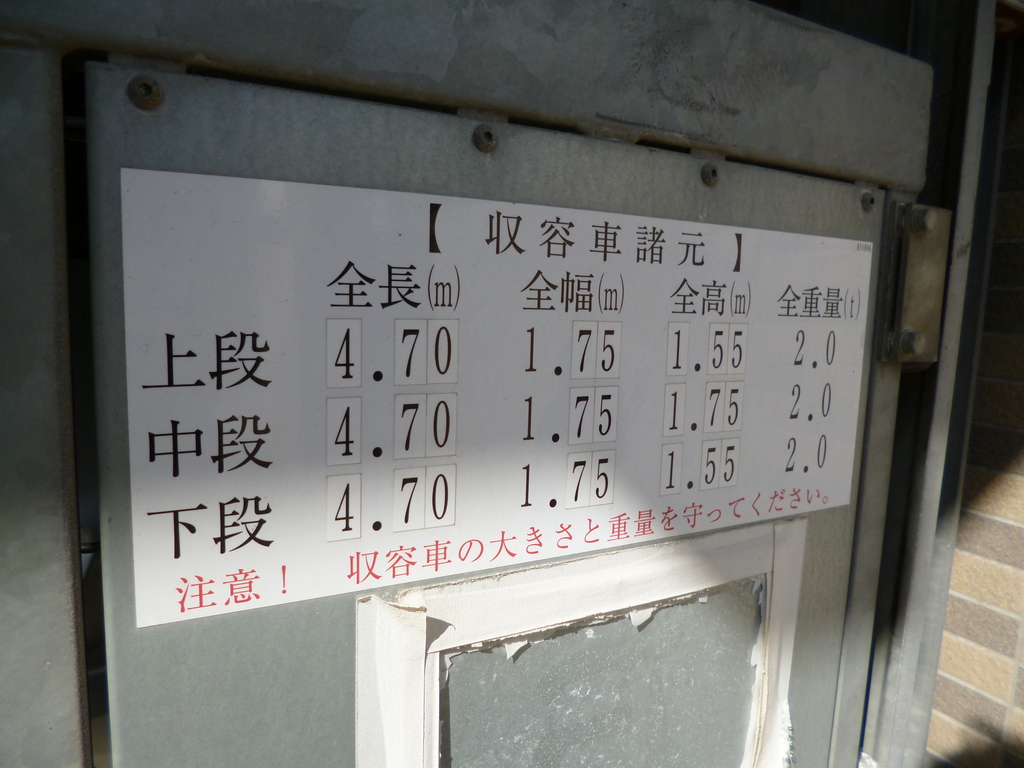 【 収容車諸元 】
全長(m) 全幅(m) 全高(m) 全重量(t)
上段 4.70 1.75 1.55 2.0
中段 4.70 1.75 1.75 2.0
下段 4.70 1.75 1.55 2.0
注意! 収容車の大きさと重量を守ってください。